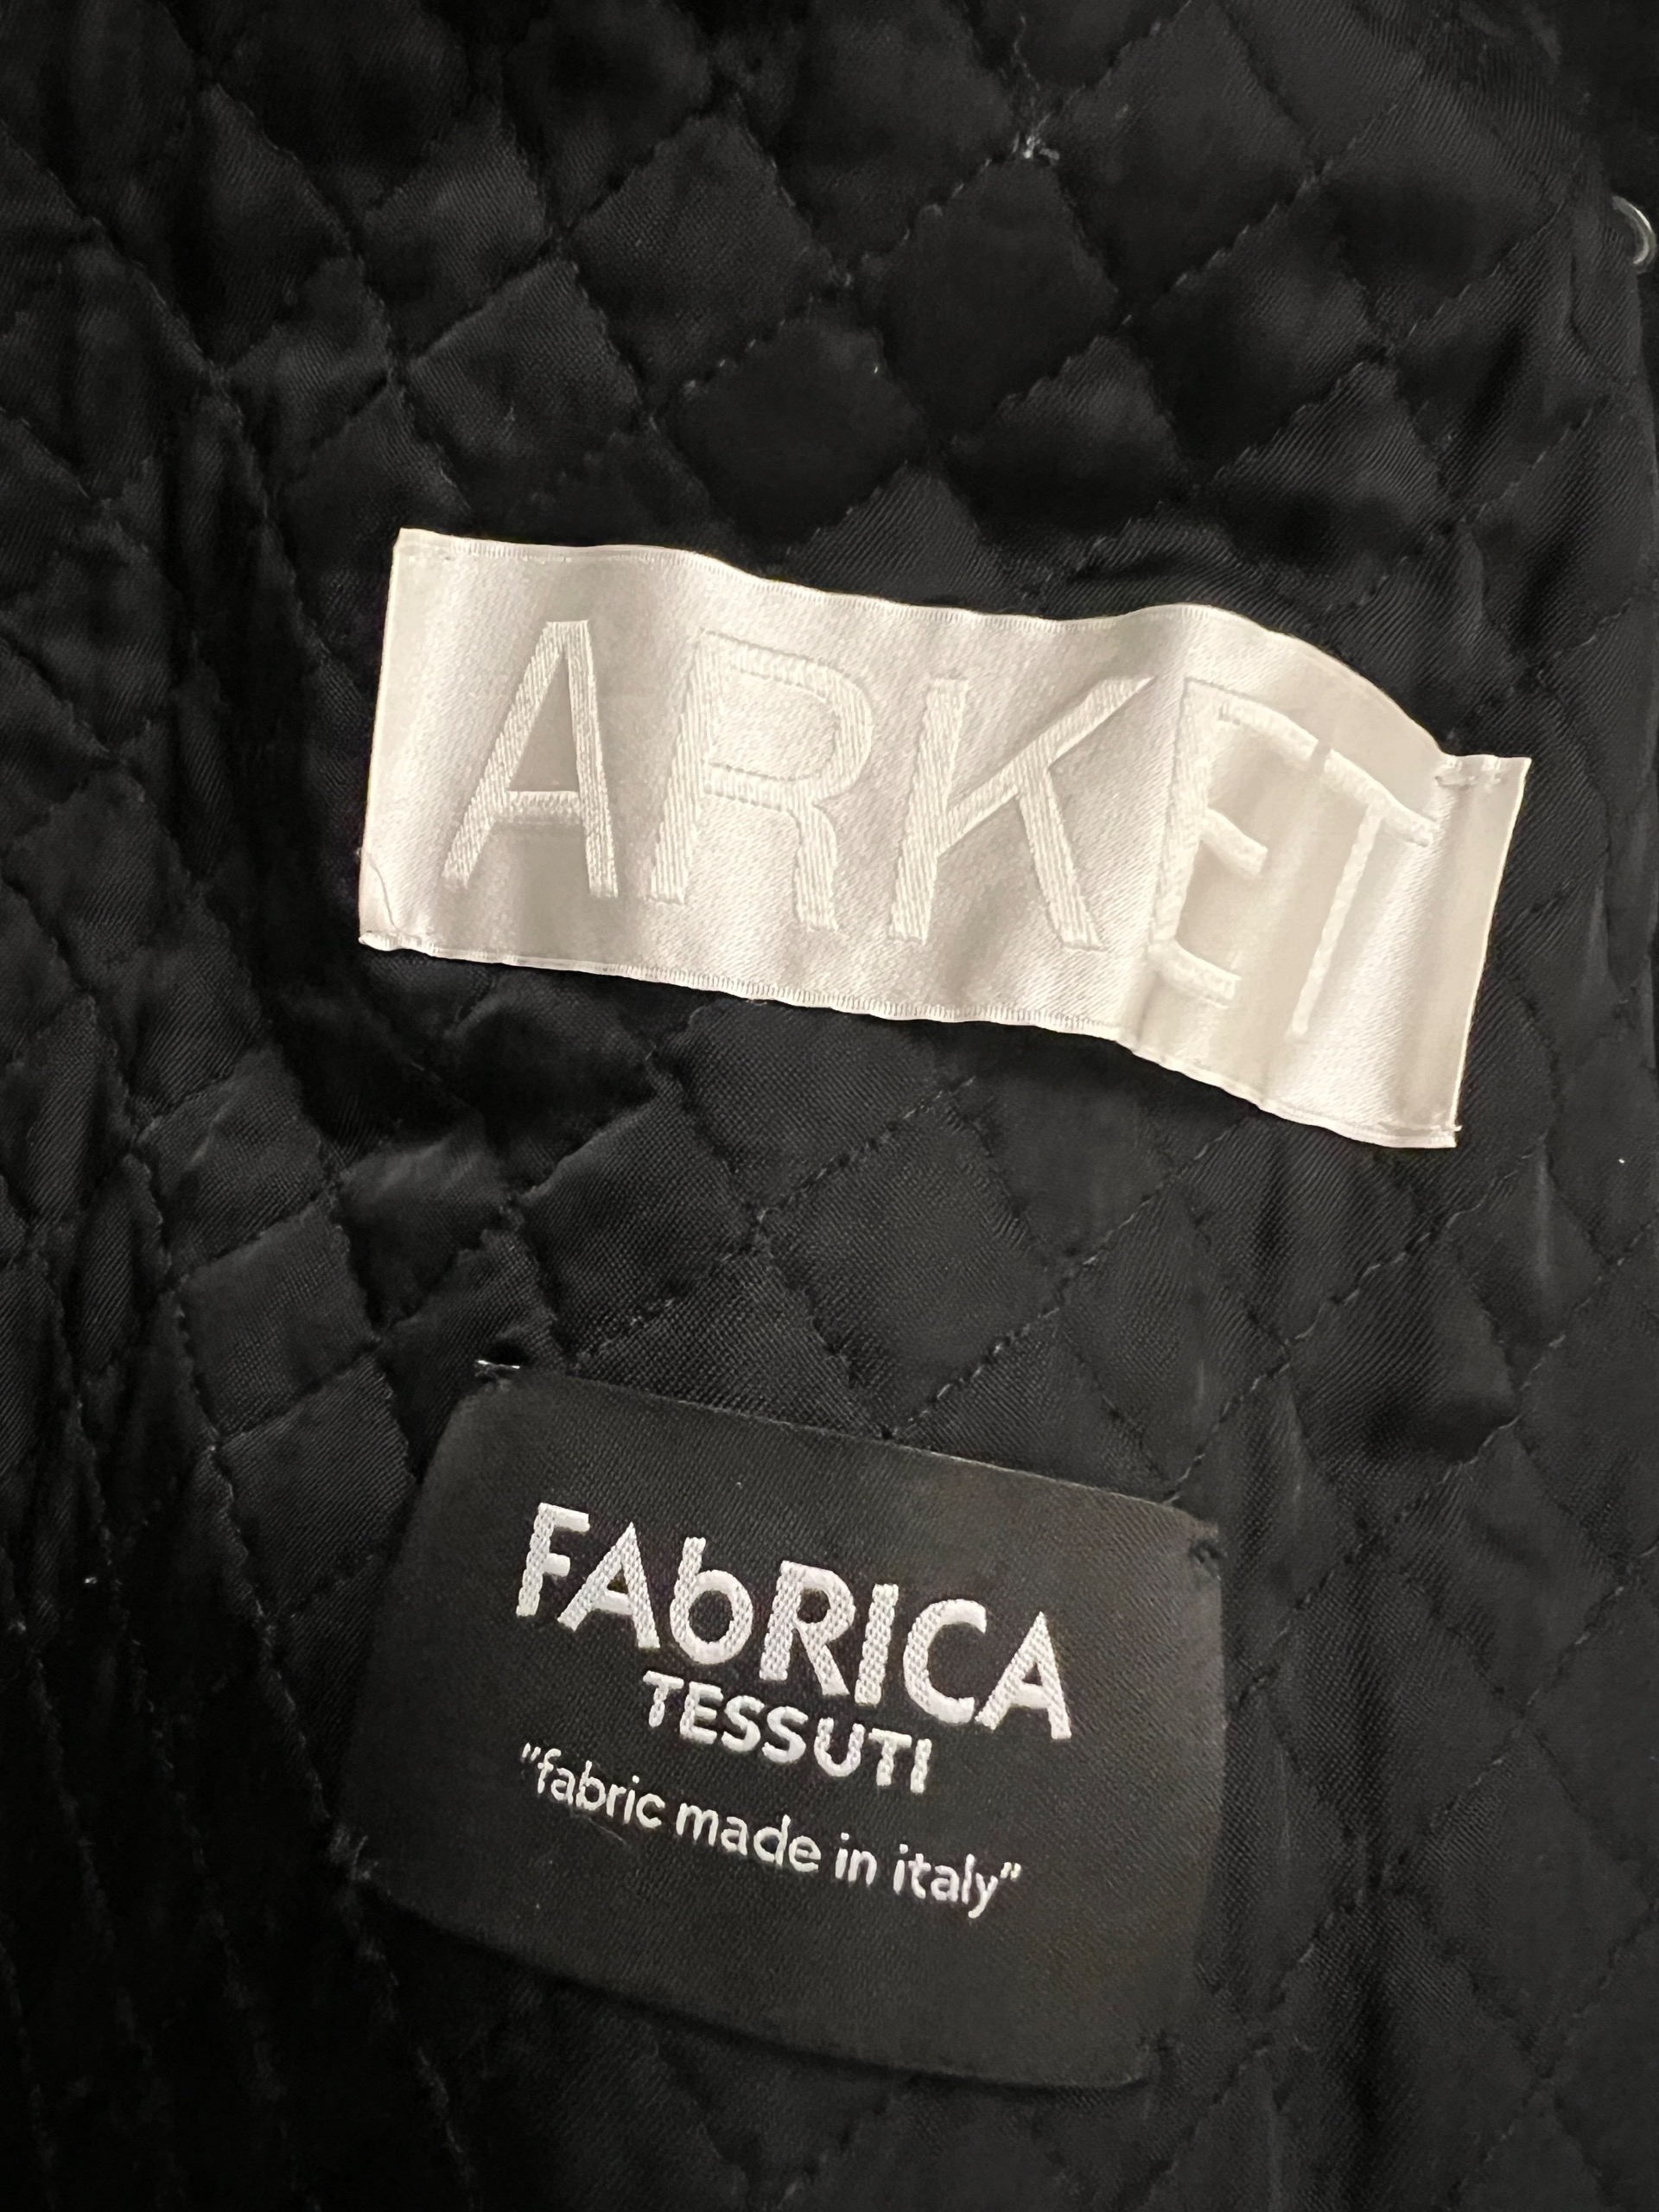 ARKET
FAbRICA
TESSUTI
"fabric made in italy"